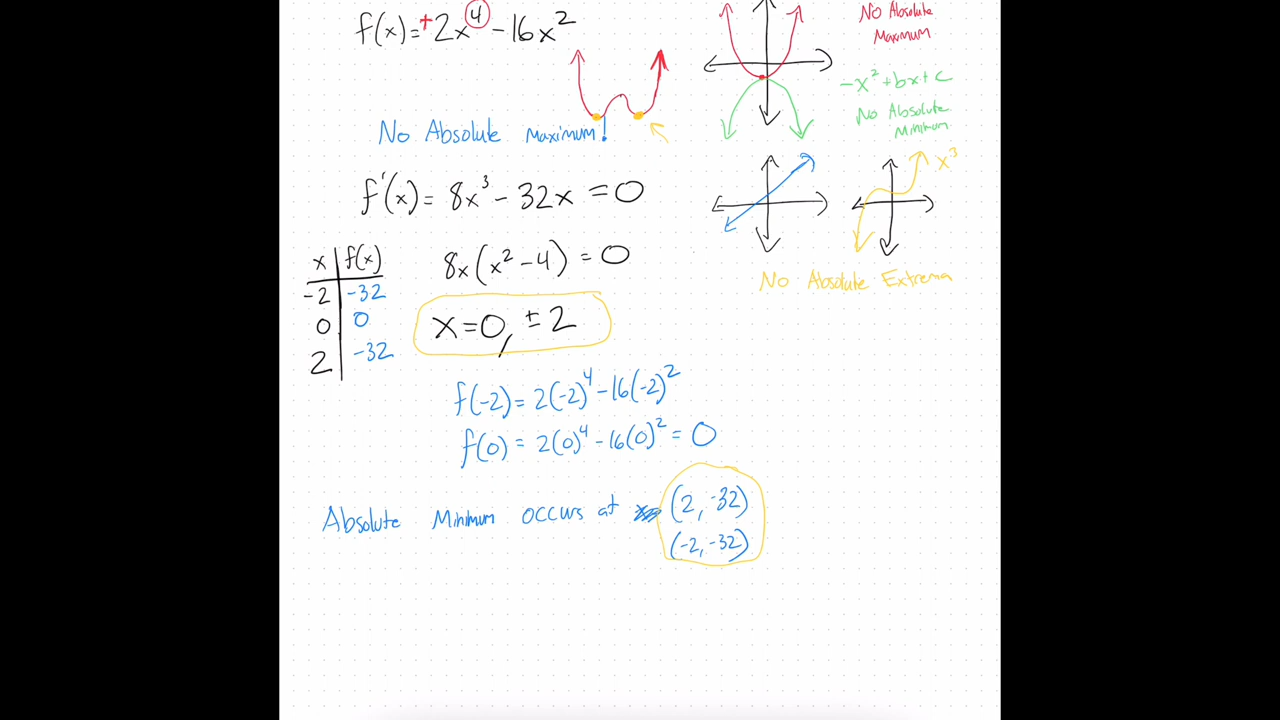 f(x) = +2x⁴ - 16x²
No Absolute Maximum!
f'(x) = 8x³ - 32x = 0
8x(x² - 4) = 0
x = 0, ± 2
x | f(x)
-2 | -32
0 | 0
2 | -32
f(-2) = 2(-2)⁴ - 16(-2)²
f(0) = 2(0)⁴ - 16(0)² = 0
Absolute Minimum occurs at (2, -32)
(-2, -32)
No Absolute
Maximum
-x² + bx + c
No Absolute
Minimum
x³
No Absolute Extrema